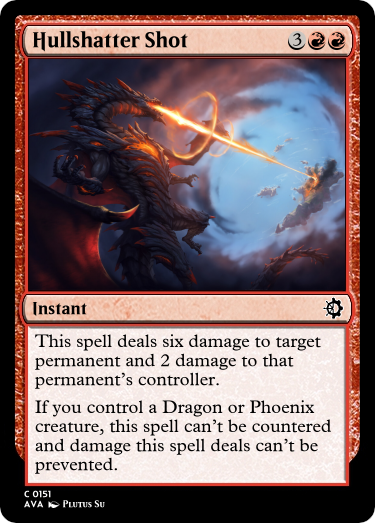 Hullshatter Shot 3
Instant
This spell deals six damage to target
permanent and 2 damage to that
permanent's controller.
If you control a Dragon or Phoenix
creature, this spell can't be countered
and damage this spell deals can't be
prevented.
C 0151
AVA Plutus Su